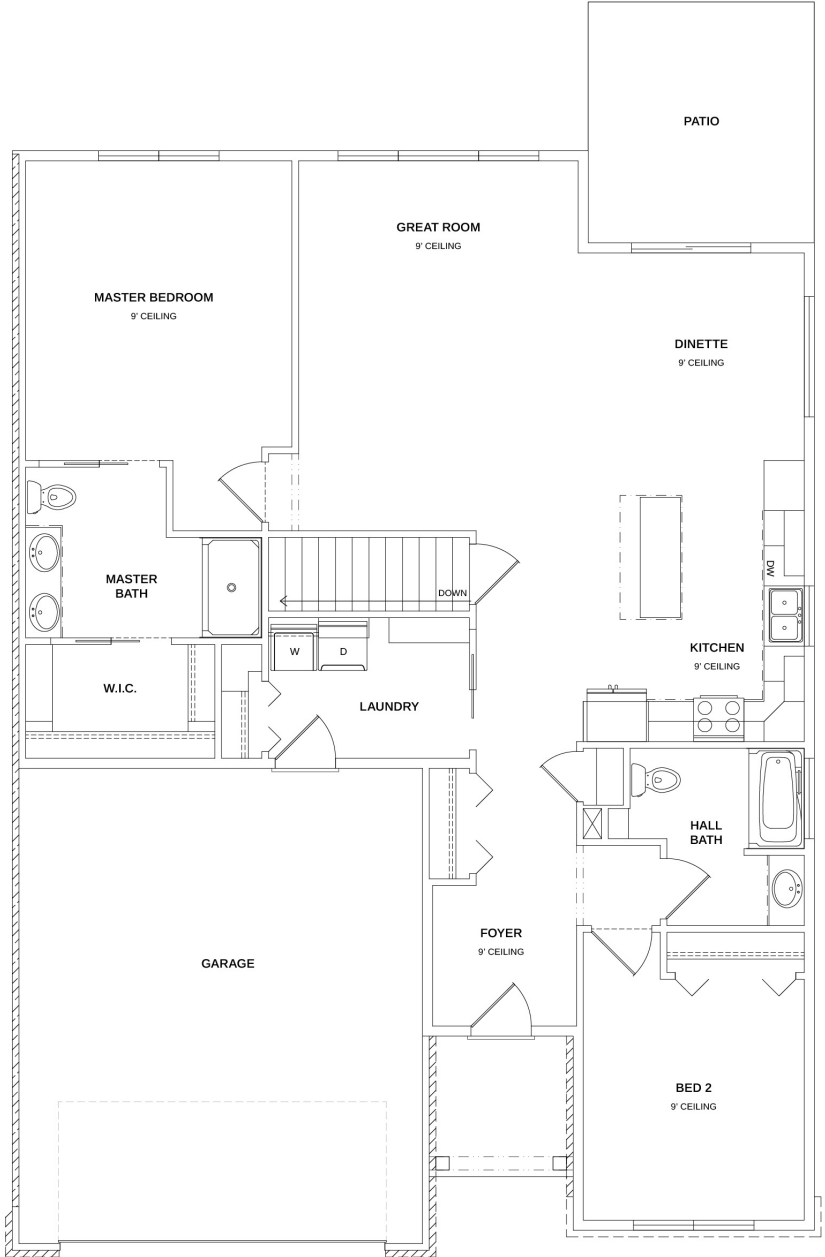 PATIO
GREAT ROOM
9' CEILING
MASTER BEDROOM
9' CEILING
DINETTE
9' CEILING
MASTER
BATH
DOWN
DW
KITCHEN
9' CEILING
W
D
W.I.C.
LAUNDRY
HALL
BATH
FOYER
9' CEILING
GARAGE
BED 2
9' CEILING